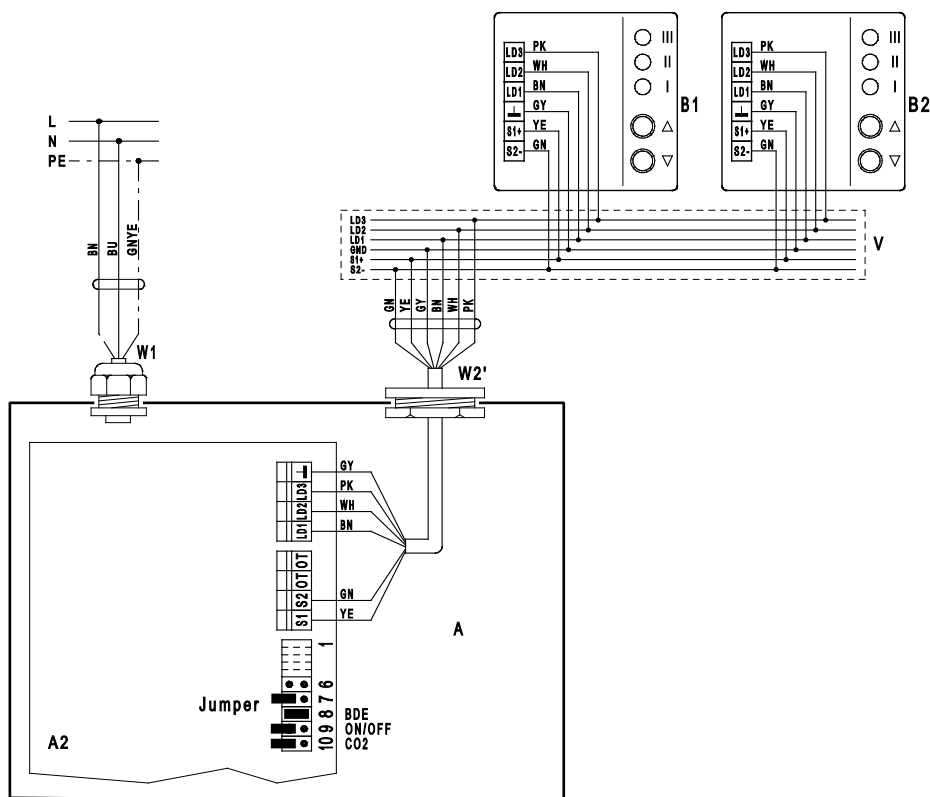 LD3 PK III
LD2 WH II
LD1 BN I
GY
S1+ YE
S2- GN
B1
LD3 PK III
LD2 WH II
LD1 BN I
GY
S1+ YE
S2- GN
B2
L
N
PE
BN
BU
GNYE
W1
LD3
LD2
LD1
GND
S1+
S2-
V
GN
YE
GY
BN
WH
PK
W2'
GY
LD3 PK
LD2 WH
LD1 BN
OT
OT
S2 GN
S1 YE
A
1
6
Jumper 7
8 BDE
9 ON/OFF
10 CO2
A2